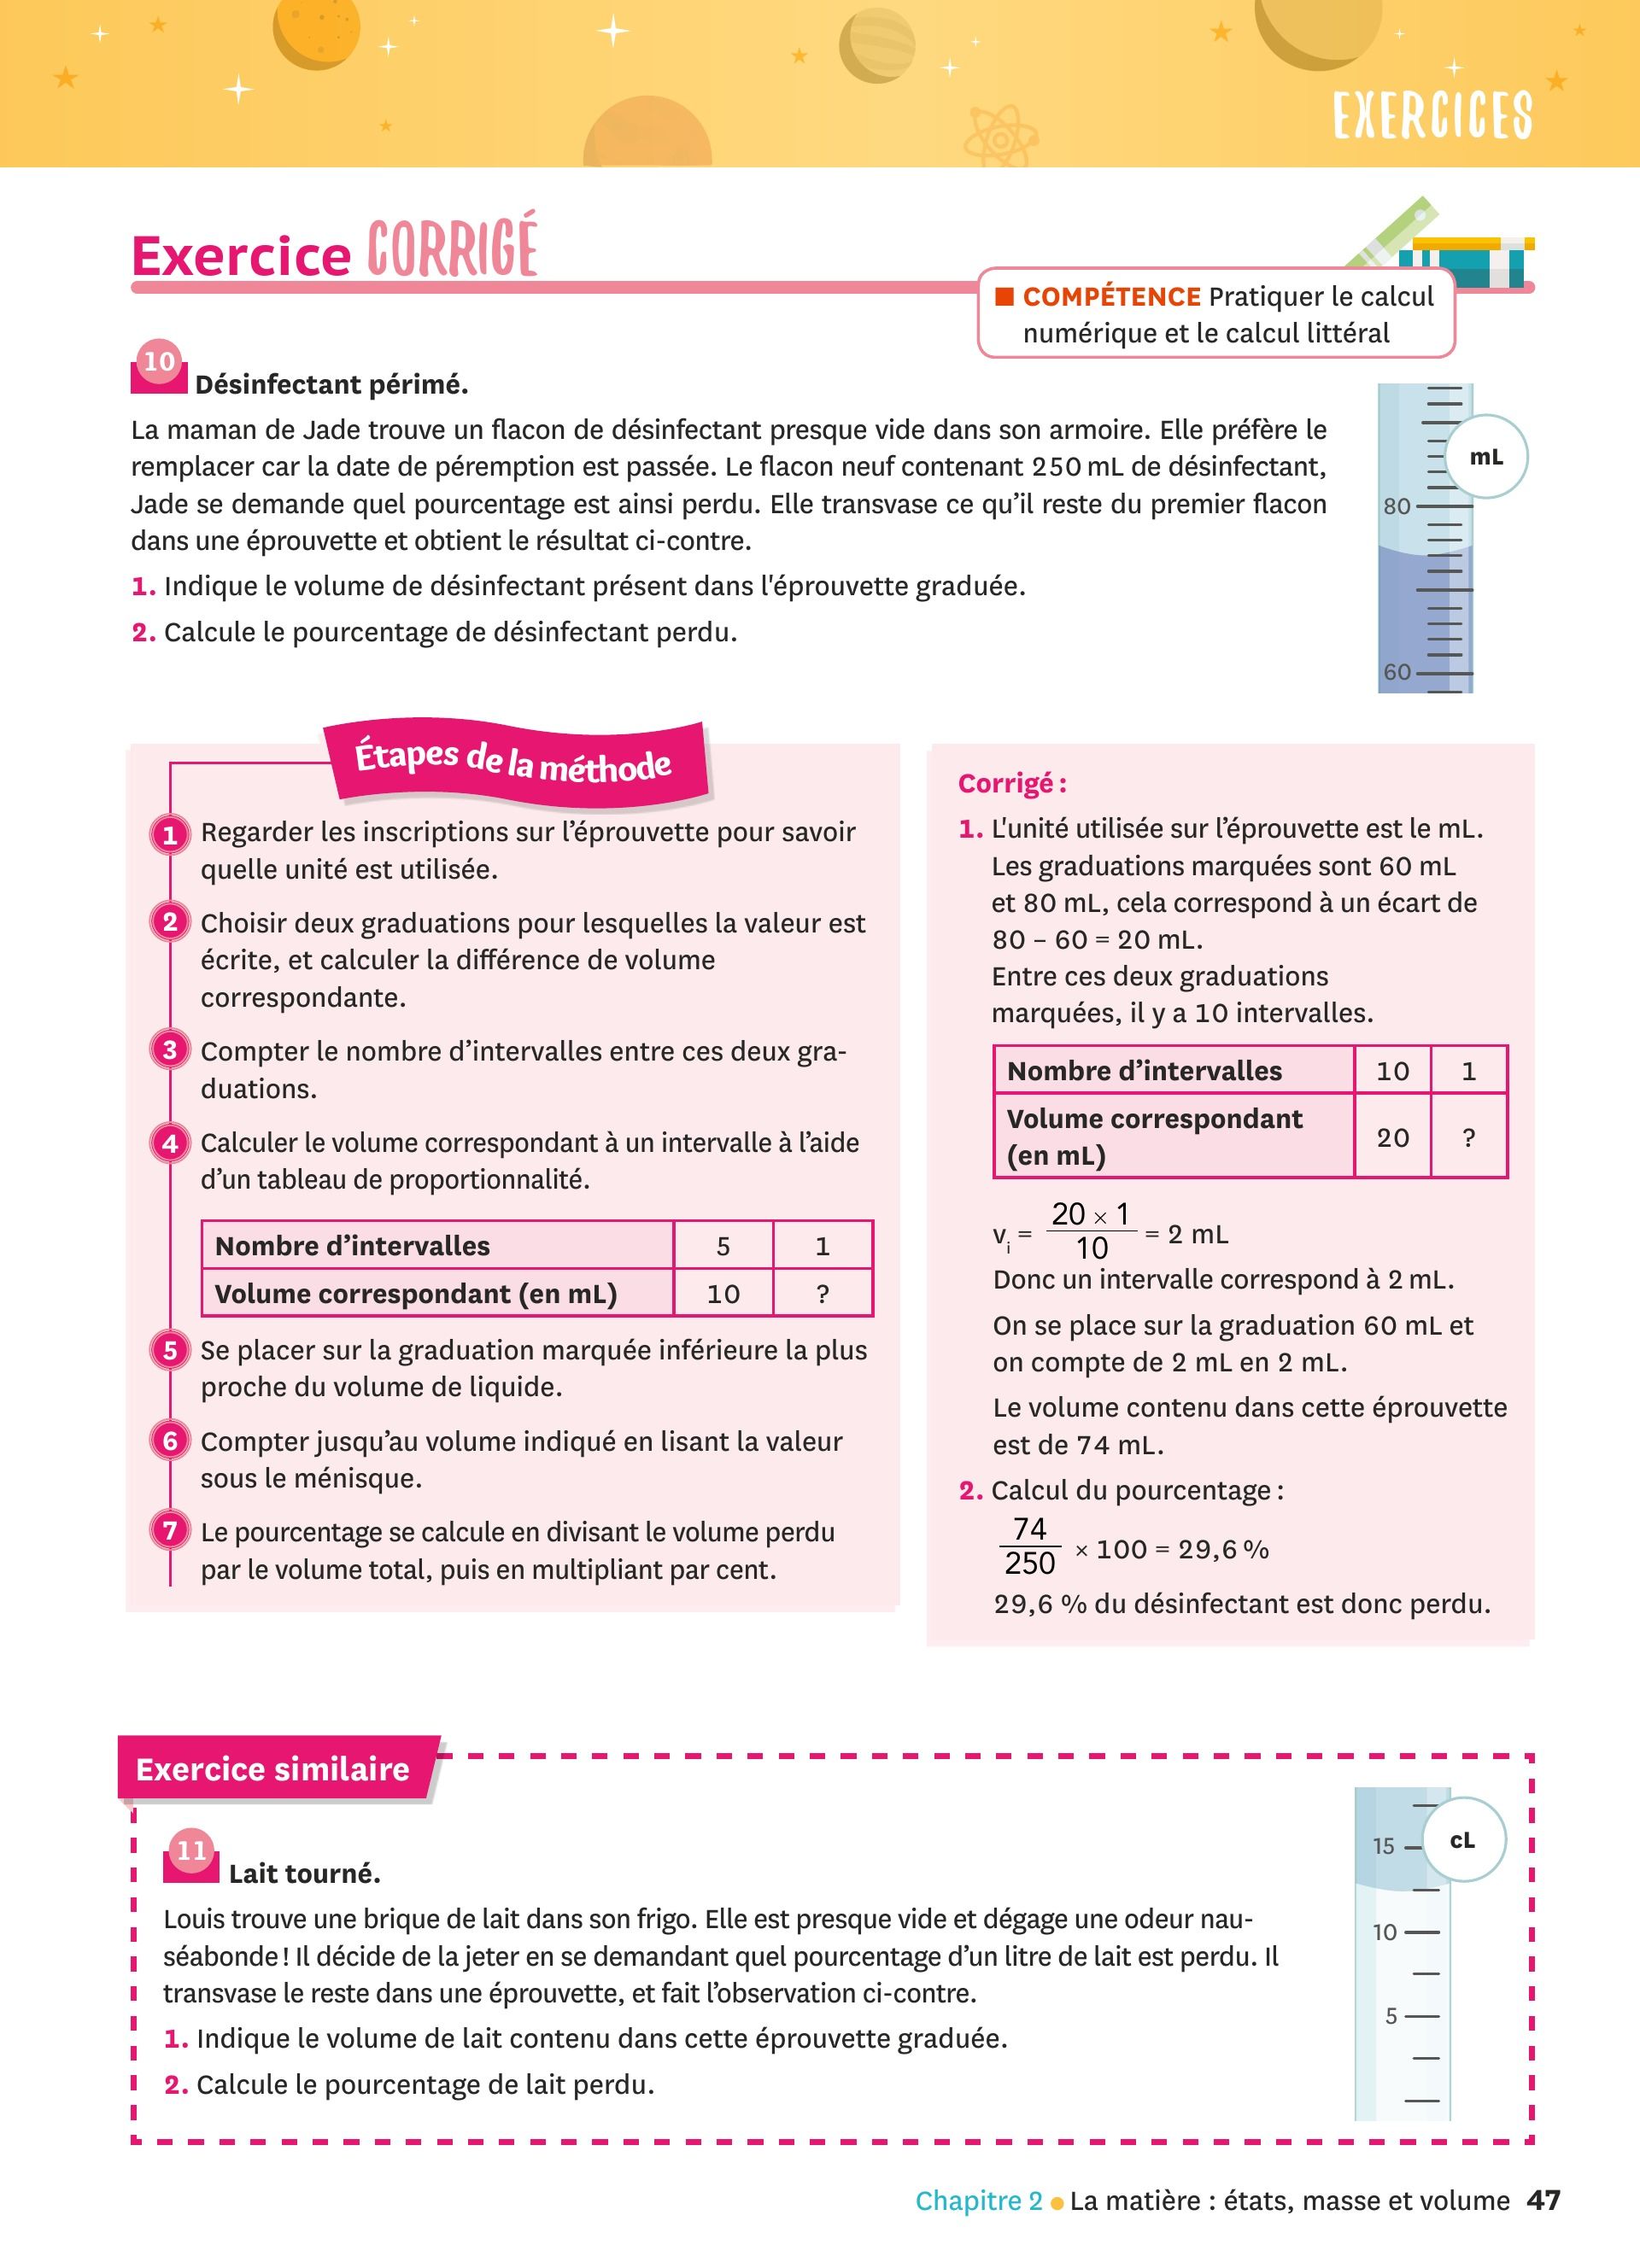 EXERCICES
Exercice CORRIGÉ
■ COMPÉTENCE Pratiquer le calcul
numérique et le calcul littéral
10 Désinfectant périmé.
La maman de Jade trouve un flacon de désinfectant presque vide dans son armoire. Elle préfère le
remplacer car la date de péremption est passée. Le flacon neuf contenant 250 mL de désinfectant,
Jade se demande quel pourcentage est ainsi perdu. Elle transvase ce qu’il reste du premier flacon
dans une éprouvette et obtient le résultat ci-contre.
1. Indique le volume de désinfectant présent dans l'éprouvette graduée.
2. Calcule le pourcentage de désinfectant perdu.
mL
80
60
Étapes de la méthode
1 Regarder les inscriptions sur l’éprouvette pour savoir
quelle unité est utilisée.
2 Choisir deux graduations pour lesquelles la valeur est
écrite, et calculer la différence de volume
correspondante.
3 Compter le nombre d’intervalles entre ces deux gra-
duations.
4 Calculer le volume correspondant à un intervalle à l’aide
d’un tableau de proportionnalité.
Nombre d’intervalles 5 1
Volume correspondant (en mL) 10 ?
5 Se placer sur la graduation marquée inférieure la plus
proche du volume de liquide.
6 Compter jusqu’au volume indiqué en lisant la valeur
sous le ménisque.
7 Le pourcentage se calcule en divisant le volume perdu
par le volume total, puis en multipliant par cent.
Corrigé :
1. L'unité utilisée sur l’éprouvette est le mL.
Les graduations marquées sont 60 mL
et 80 mL, cela correspond à un écart de
80 – 60 = 20 mL.
Entre ces deux graduations
marquées, il y a 10 intervalles.
Nombre d’intervalles 10 1
Volume correspondant
(en mL) 20 ?
20 × 1
v_i = = 2 mL
10
Donc un intervalle correspond à 2 mL.
On se place sur la graduation 60 mL et
on compte de 2 mL en 2 mL.
Le volume contenu dans cette éprouvette
est de 74 mL.
2. Calcul du pourcentage :
74
× 100 = 29,6 %
250
29,6 % du désinfectant est donc perdu.
Exercice similaire
11 Lait tourné.
Louis trouve une brique de lait dans son frigo. Elle est presque vide et dégage une odeur nau-
séabonde ! Il décide de la jeter en se demandant quel pourcentage d’un litre de lait est perdu. Il
transvase le reste dans une éprouvette, et fait l’observation ci-contre.
1. Indique le volume de lait contenu dans cette éprouvette graduée.
2. Calcule le pourcentage de lait perdu.
cL
15
10
5
Chapitre 2 • La matière : états, masse et volume 47